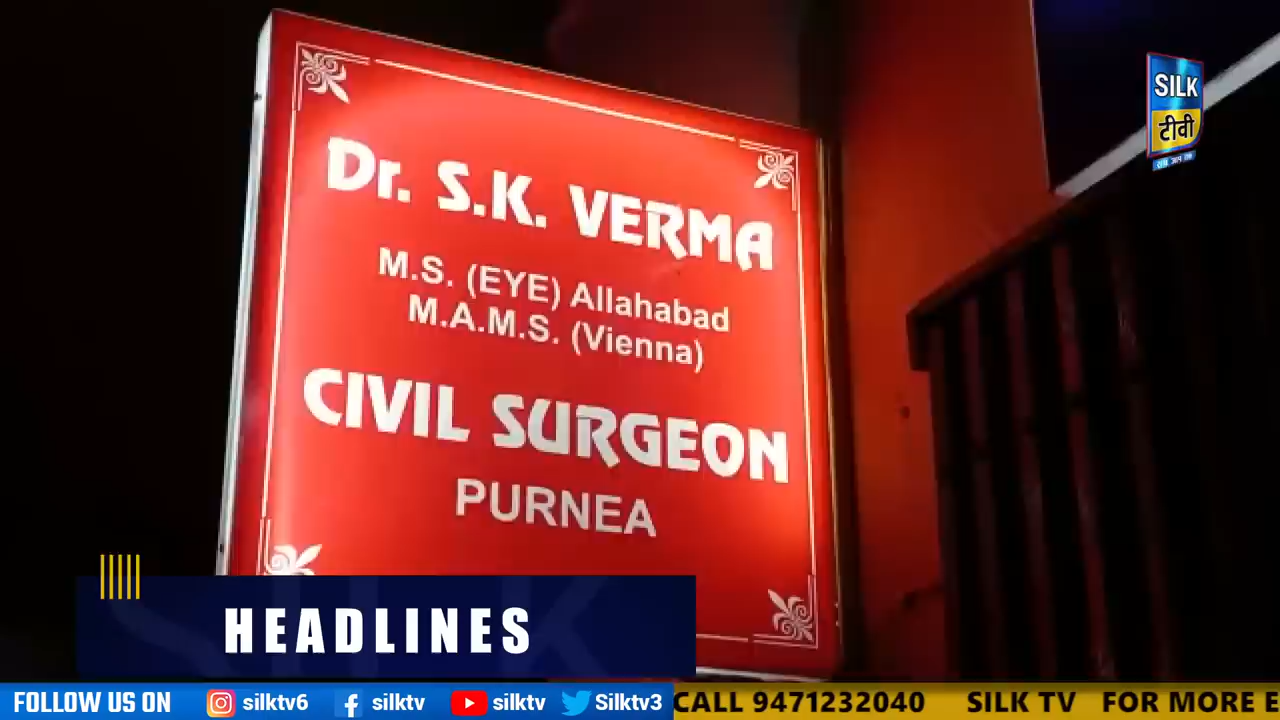 Dr. S.K. VERMA
M.S. (EYE) Allahabad
M.A.M.S. (Vienna)
CIVIL SURGEON
PURNEA
SILK
टीवी
HEADLINES
FOLLOW US ON silktv6 silktv silktv Silktv3 CALL 9471232040 SILK TV FOR MORE E